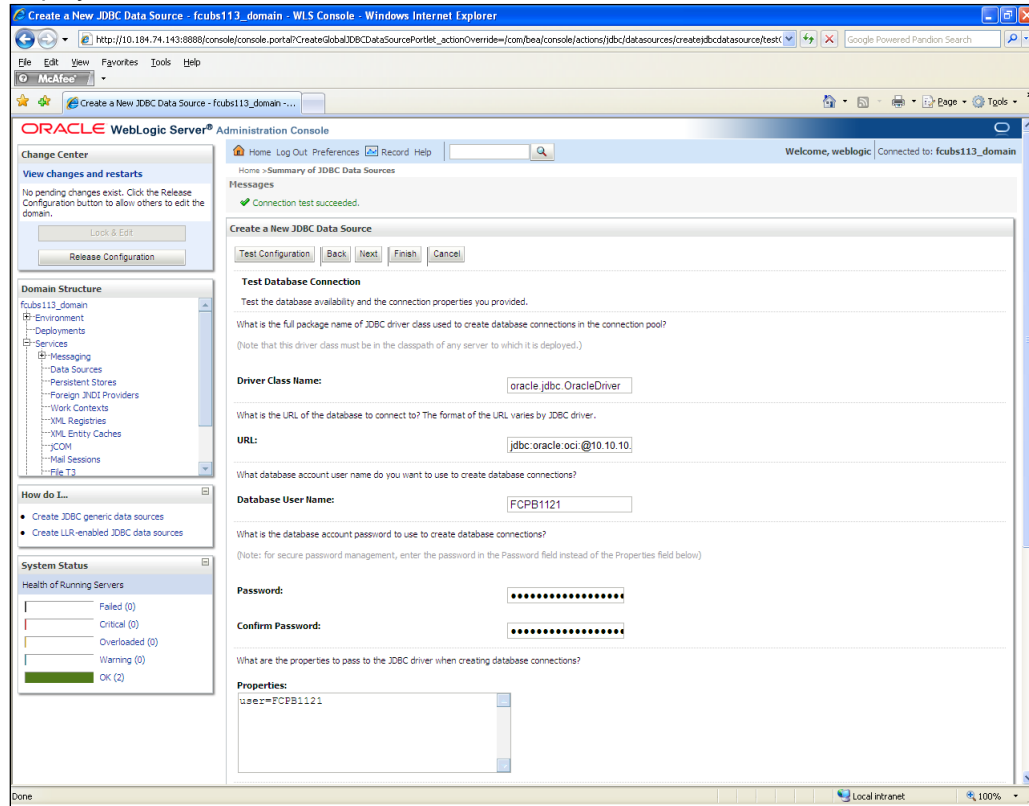 Create a New JDBC Data Source - fcubs113_domain - WLS Console - Windows Internet Explorer
http://10.184.74.143:8888/console/console.portal?CreateGlobalJDBCDataSourcePortlet_actionOverride=/com/bea/console/actions/jdbc/datasources/createjdbcdatasource/test(
Google Powered Pandion Search
File Edit View Favorites Tools Help
McAfee
Create a New JDBC Data Source - fcubs113_domain -...
Page Tools
ORACLE WebLogic Server® Administration Console
Change Center
View changes and restarts
No pending changes exist. Click the Release
Configuration button to allow others to edit the
domain.
Lock & Edit
Release Configuration
Domain Structure
fcubs113_domain
Environment
Deployments
Services
Messaging
Data Sources
Persistent Stores
Foreign JNDI Providers
Work Contexts
XML Registries
XML Entity Caches
jCOM
Mail Sessions
File T3
How do I...
Create JDBC generic data sources
Create LLR-enabled JDBC data sources
System Status
Health of Running Servers
Failed (0)
Critical (0)
Overloaded (0)
Warning (0)
OK (2)
Home Log Out Preferences Record Help
Welcome, weblogic Connected to: fcubs113_domain
Home >Summary of JDBC Data Sources
Messages
Connection test succeeded.
Create a New JDBC Data Source
Test Configuration Back Next Finish Cancel
Test Database Connection
Test the database availability and the connection properties you provided.
What is the full package name of JDBC driver class used to create database connections in the connection pool?
(Note that this driver class must be in the classpath of any server to which it is deployed.)
Driver Class Name: oracle.jdbc.OracleDriver
What is the URL of the database to connect to? The format of the URL varies by JDBC driver.
URL: jdbc:oracle:oci:@10.10.10.
What database account user name do you want to use to create database connections?
Database User Name: FCPB1121
What is the database account password to use to create database connections?
(Note: for secure password management, enter the password in the Password field instead of the Properties field below)
Password:
Confirm Password:
What are the properties to pass to the JDBC driver when creating database connections?
Properties:
user=FCPB1121
Done
Local intranet
100%